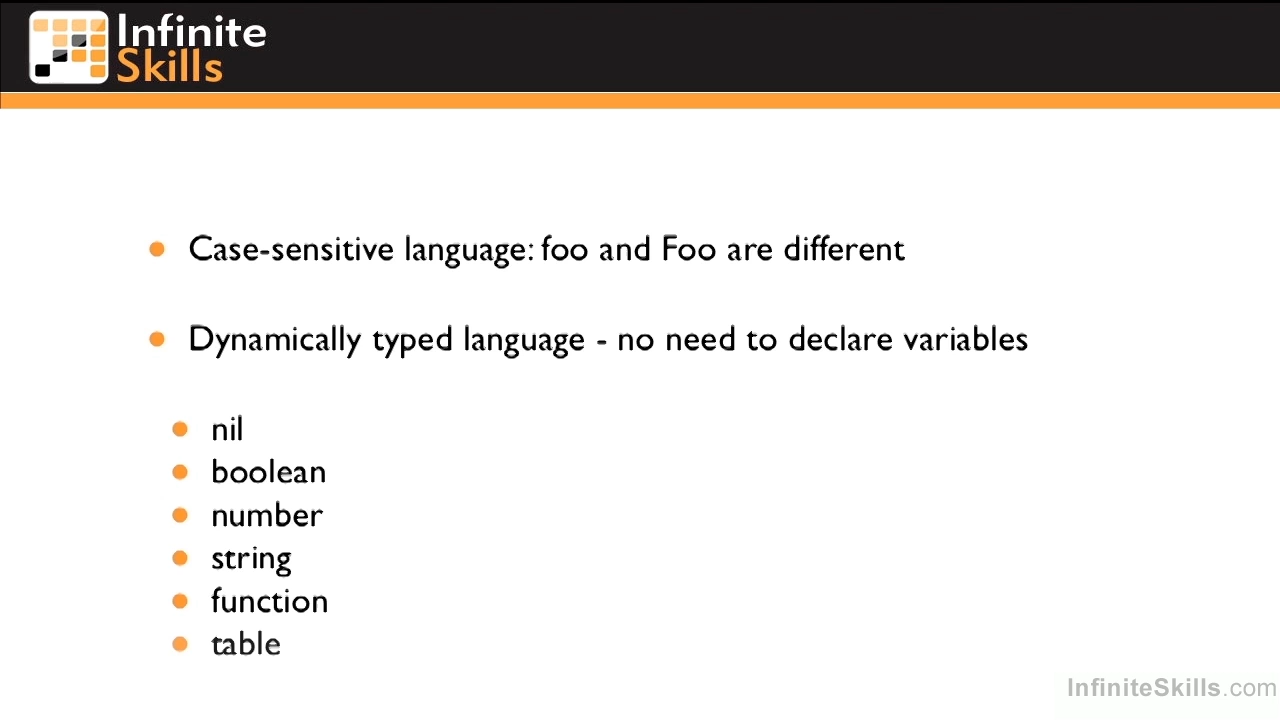 Infinite
Skills
Case-sensitive language: foo and Foo are different
Dynamically typed language - no need to declare variables
nil
boolean
number
string
function
table
InfiniteSkills.com